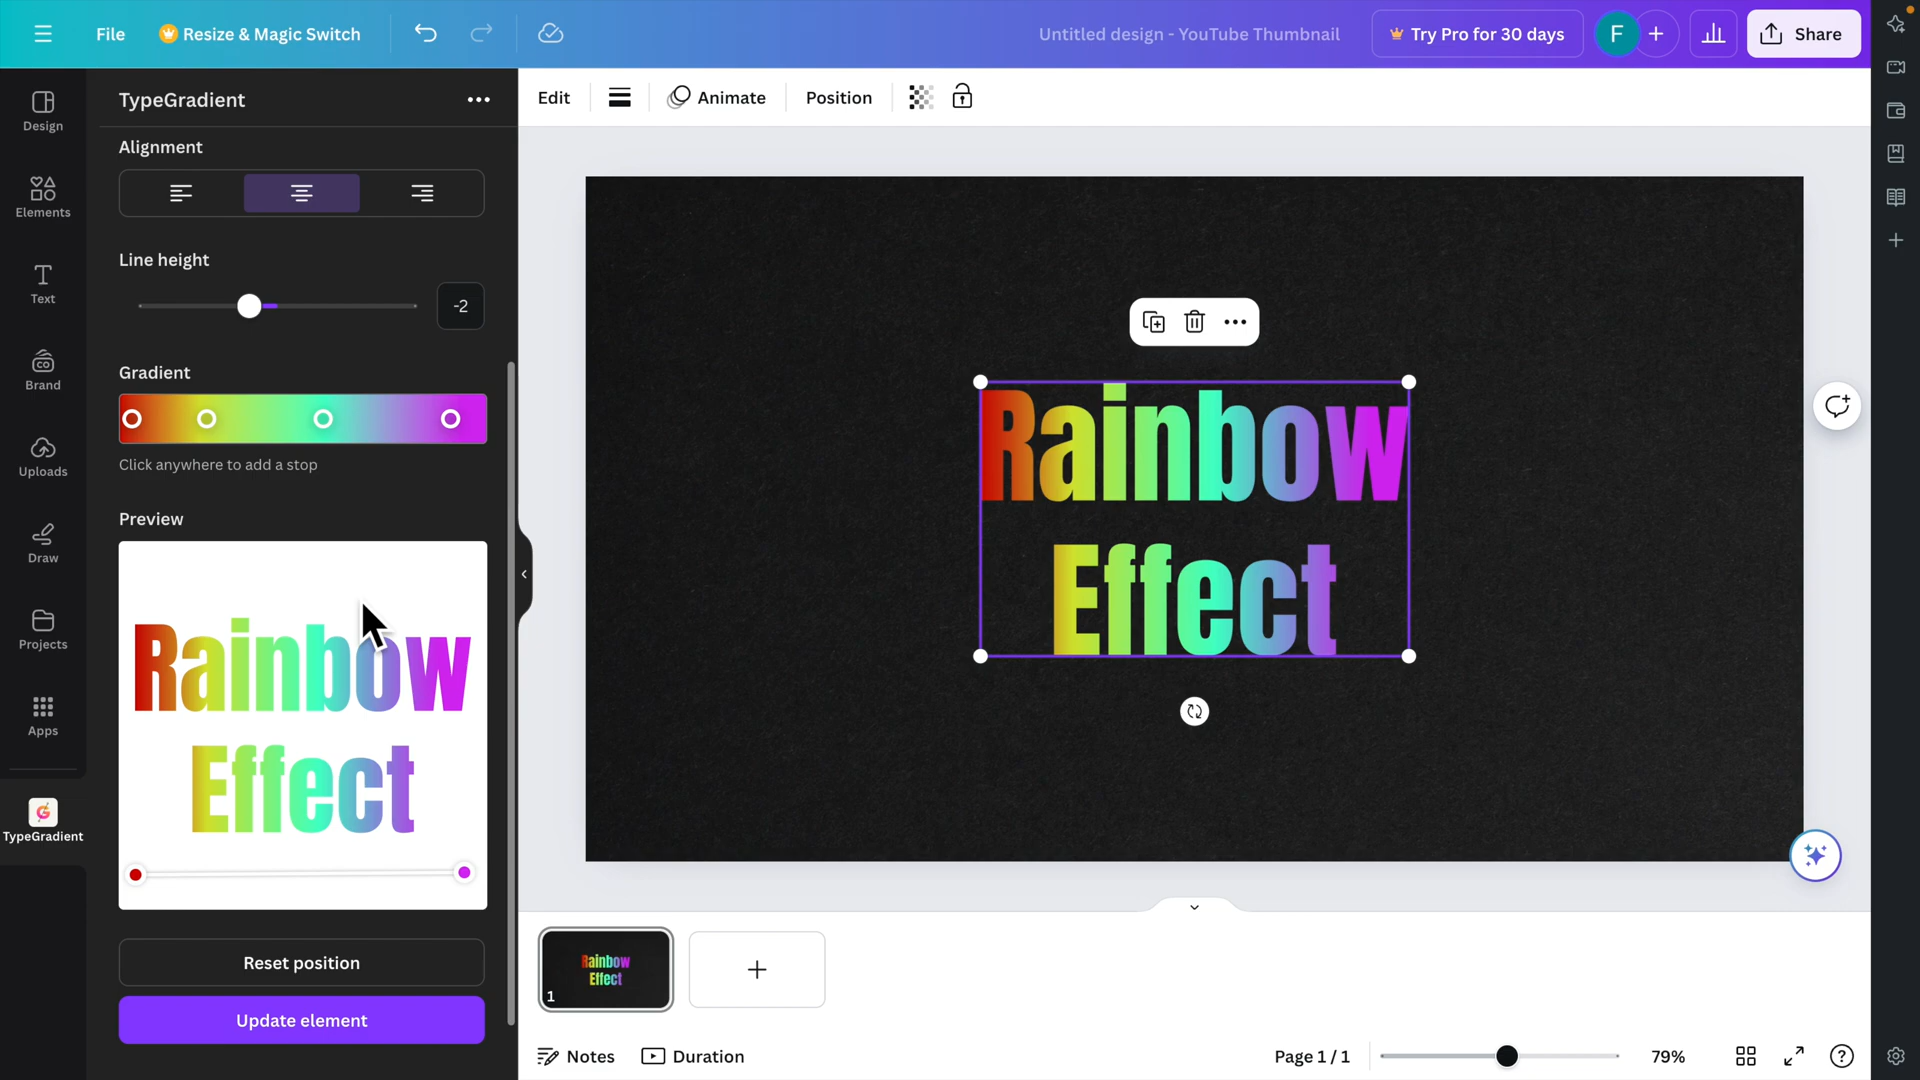 File
Resize & Magic Switch
Untitled design - YouTube Thumbnail
Try Pro for 30 days
F
Share
Design
Elements
Text
Brand
Uploads
Draw
Projects
Apps
TypeGradient
TypeGradient
Alignment
Line height
-2
Gradient
Click anywhere to add a stop
Preview
Rainbow
Effect
Reset position
Update element
Edit
Animate
Position
Rainbow
Effect
Rainbow
Effect
1
Notes
Duration
Page 1 / 1
79%